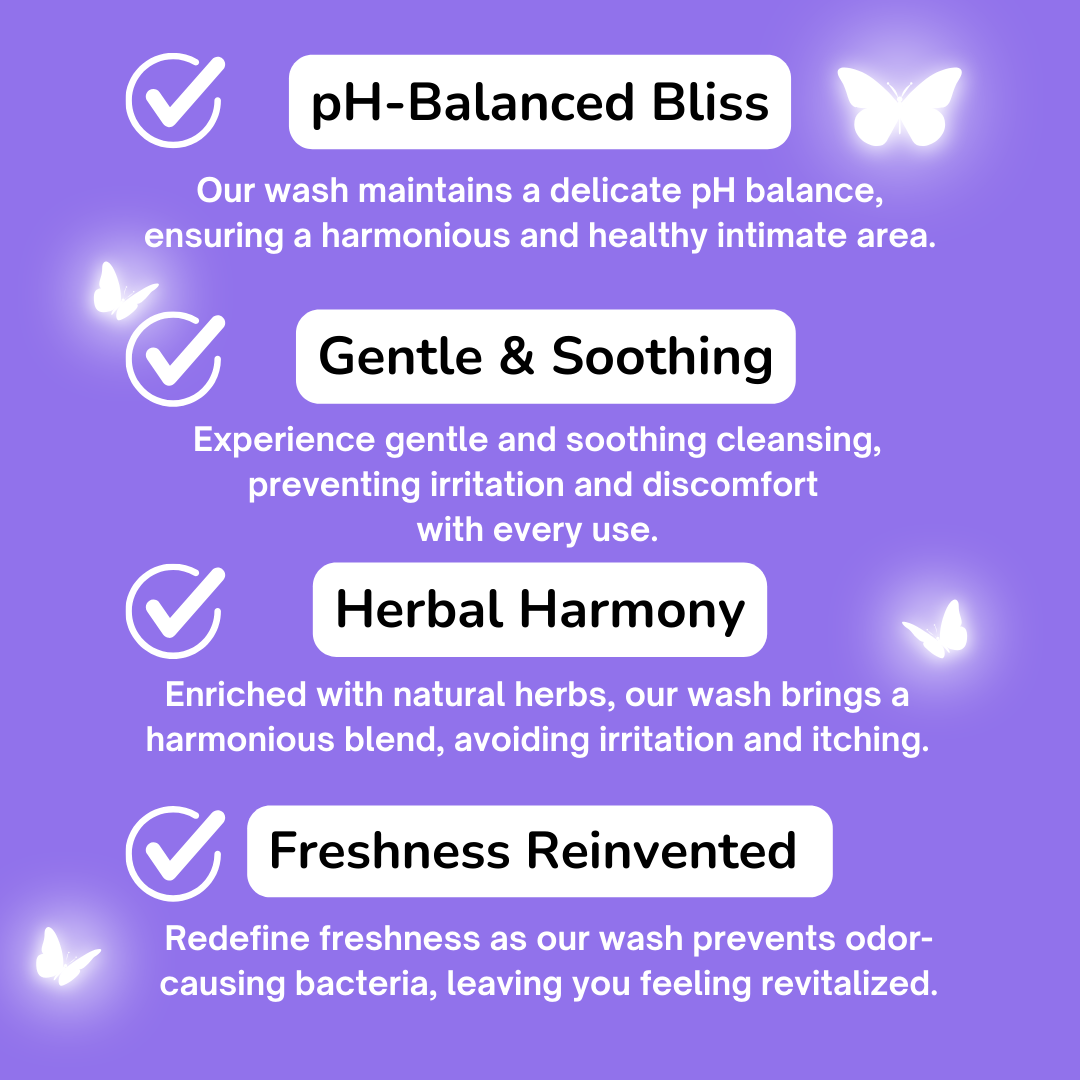 pH-Balanced Bliss
Our wash maintains a delicate pH balance,
ensuring a harmonious and healthy intimate area.
Gentle & Soothing
Experience gentle and soothing cleansing,
preventing irritation and discomfort
with every use.
Herbal Harmony
Enriched with natural herbs, our wash brings a
harmonious blend, avoiding irritation and itching.
Freshness Reinvented
Redefine freshness as our wash prevents odor-
causing bacteria, leaving you feeling revitalized.